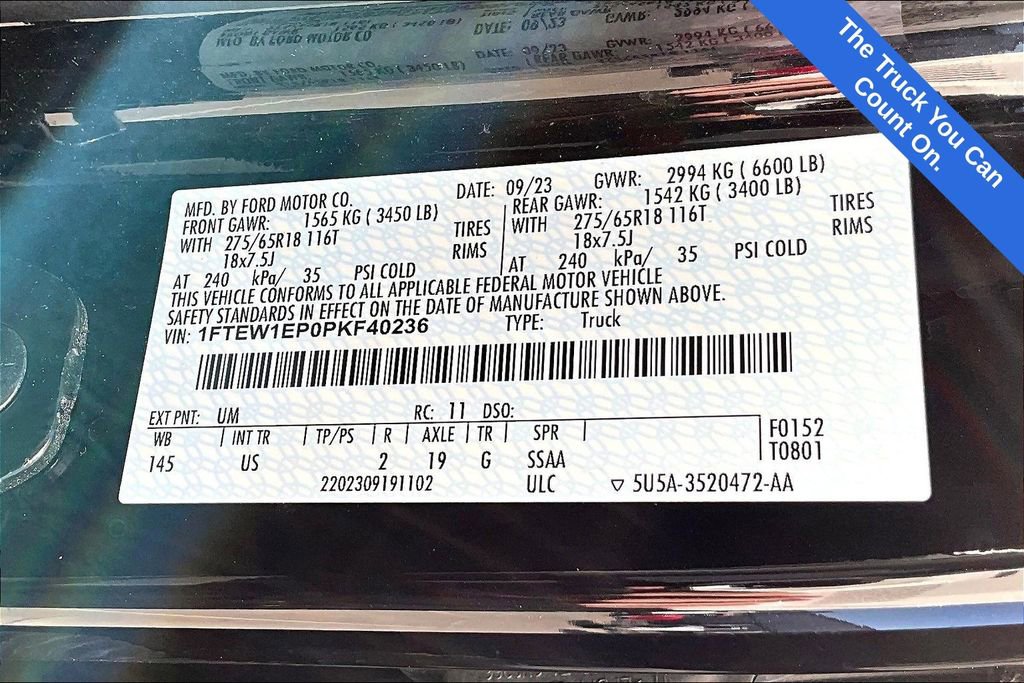 The Truck You Can
Count On.
MFD. BY FORD MOTOR CO.
DATE: 09/23
GVWR: 2994 KG ( 6600 LB)
FRONT GAWR: 1565 KG ( 3450 LB)
REAR GAWR: 1542 KG ( 3400 LB)
WITH 275/65R18 116T TIRES
WITH 275/65R18 116T TIRES
18x7.5J RIMS
18x7.5J RIMS
AT 240 kPa/ 35 PSI COLD
AT 240 kPa/ 35 PSI COLD
THIS VEHICLE CONFORMS TO ALL APPLICABLE FEDERAL MOTOR VEHICLE
SAFETY STANDARDS IN EFFECT ON THE DATE OF MANUFACTURE SHOWN ABOVE.
VIN: 1FTEW1EP0PKF40236 TYPE: Truck
EXT PNT: UM RC: 11 DSO:
WB | INT TR | TP/PS | R | AXLE | TR | SPR | F0152
145 US 2 19 G SSAA T0801
2202309191102 ULC ▽ 5U5A-3520472-AA